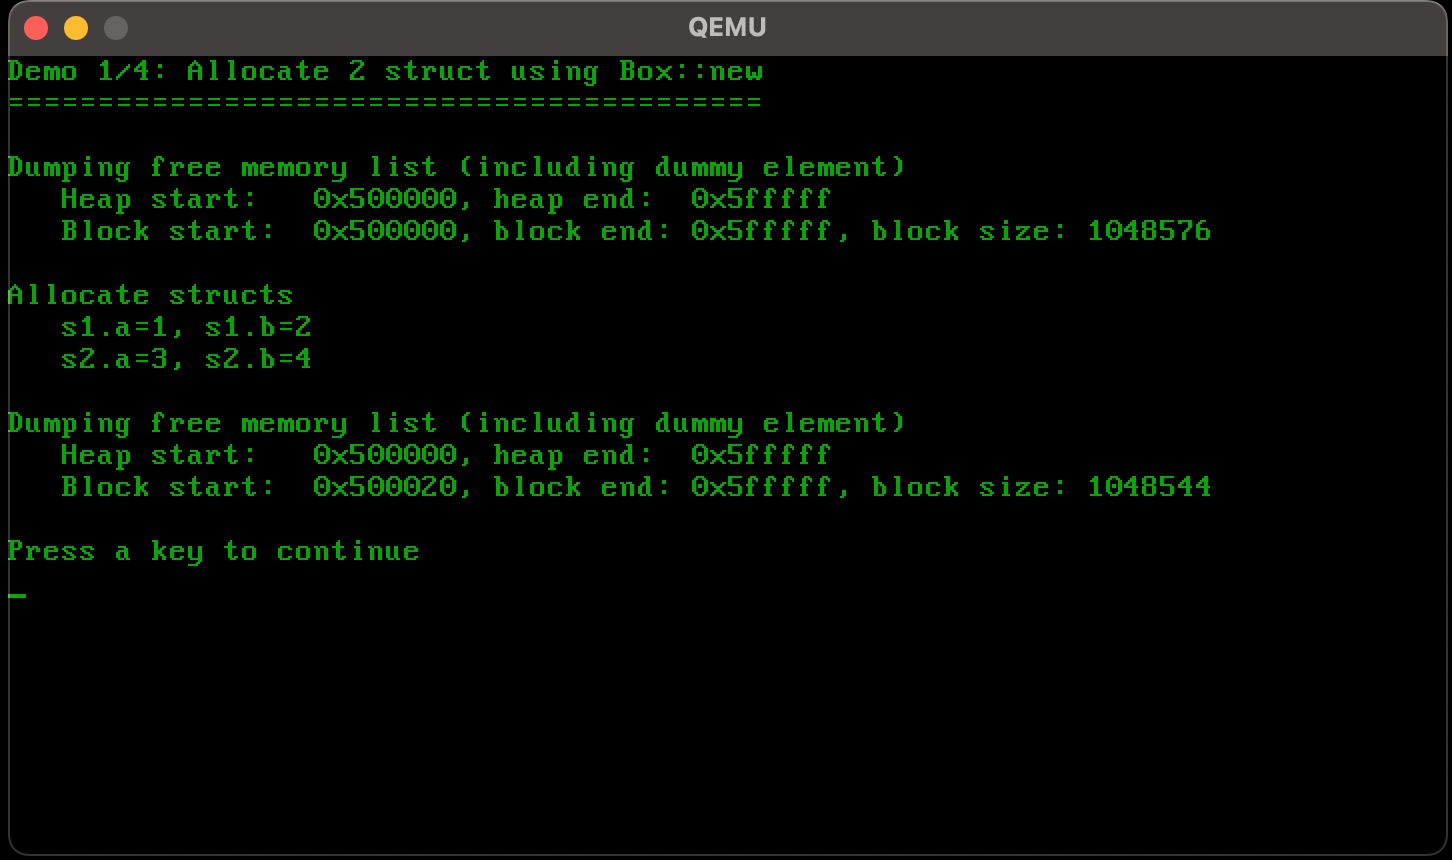 QEMU
Demo 1/4: Allocate 2 struct using Box::new
==========================================
Dumping free memory list (including dummy element)
   Heap start:   0x500000, heap end:  0x5fffff
   Block start:  0x500000, block end: 0x5fffff, block size: 1048576
Allocate structs
   s1.a=1, s1.b=2
   s2.a=3, s2.b=4
Dumping free memory list (including dummy element)
   Heap start:   0x500000, heap end:  0x5fffff
   Block start:  0x500020, block end: 0x5fffff, block size: 1048544
Press a key to continue
_